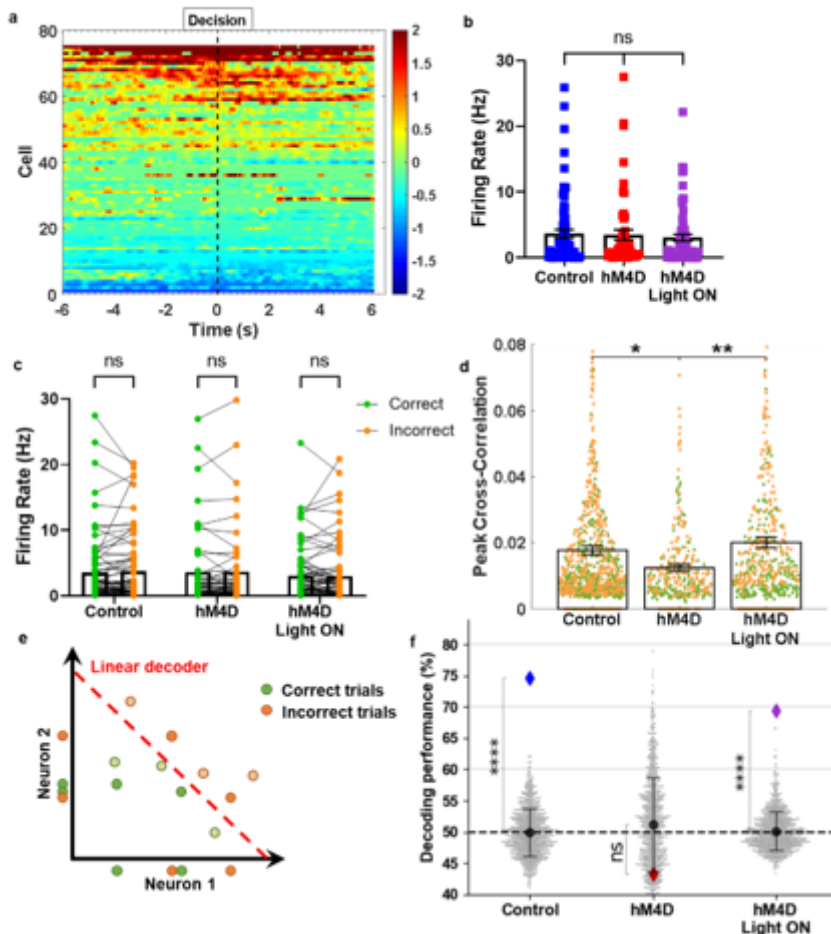 a
Decision
80
60
40
20
0
Cell
-6 -4 -2 0 2 4 6
Time (s)
2
1.5
1
0.5
0
-0.5
-1
-1.5
-2
b
ns
30
20
10
0
Firing Rate (Hz)
Control hM4D hM4D
Light ON
c
ns ns ns
30
20
10
0
Firing Rate (Hz)
Correct
Incorrect
Control hM4D hM4D
Light ON
d
* **
0.08
0.06
0.04
0.02
0
Peak Cross-Correlation
Control hM4D hM4D
Light ON
e
Linear decoder
Correct trials
Incorrect trials
Neuron 2
Neuron 1
f
80
75
70
65
60
55
50
45
40
Decoding performance (%)
****
ns
****
Control hM4D hM4D
Light ON